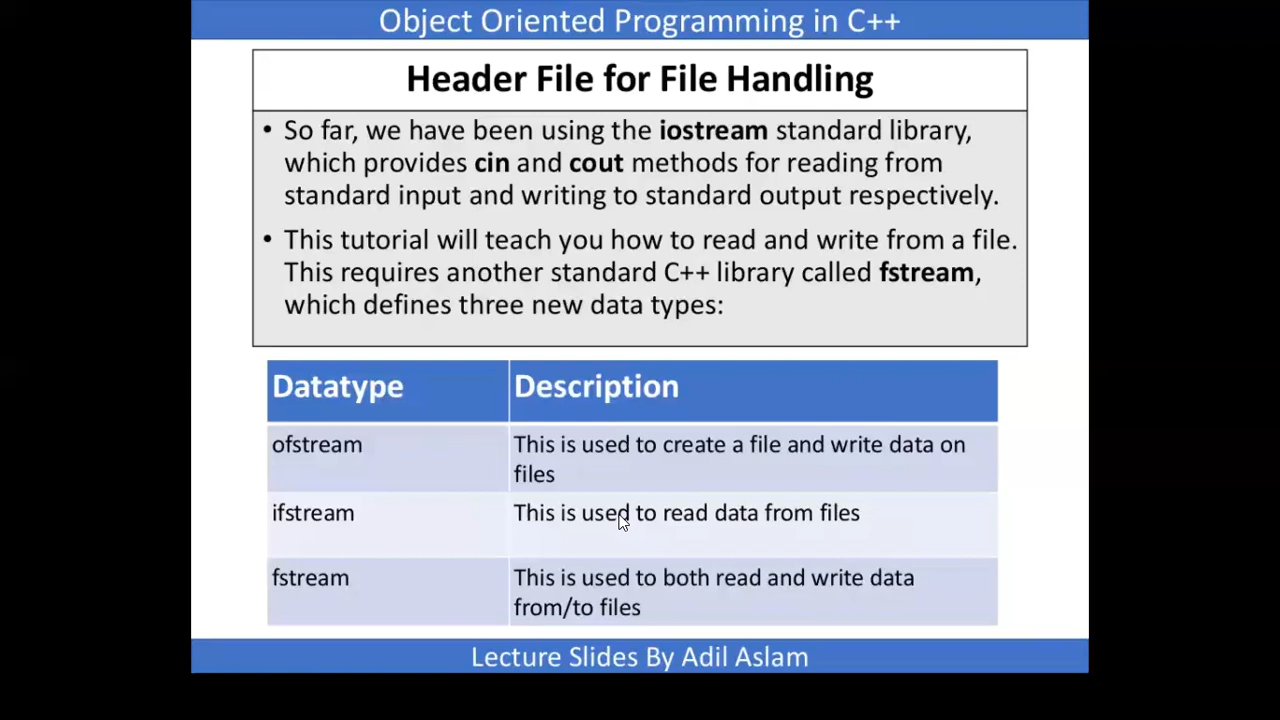 Object Oriented Programming in C++
Header File for File Handling
• So far, we have been using the iostream standard library,
which provides cin and cout methods for reading from
standard input and writing to standard output respectively.
• This tutorial will teach you how to read and write from a file.
This requires another standard C++ library called fstream,
which defines three new data types:
Datatype Description
ofstream This is used to create a file and write data on
files
ifstream This is used to read data from files
fstream This is used to both read and write data
from/to files
Lecture Slides By Adil Aslam